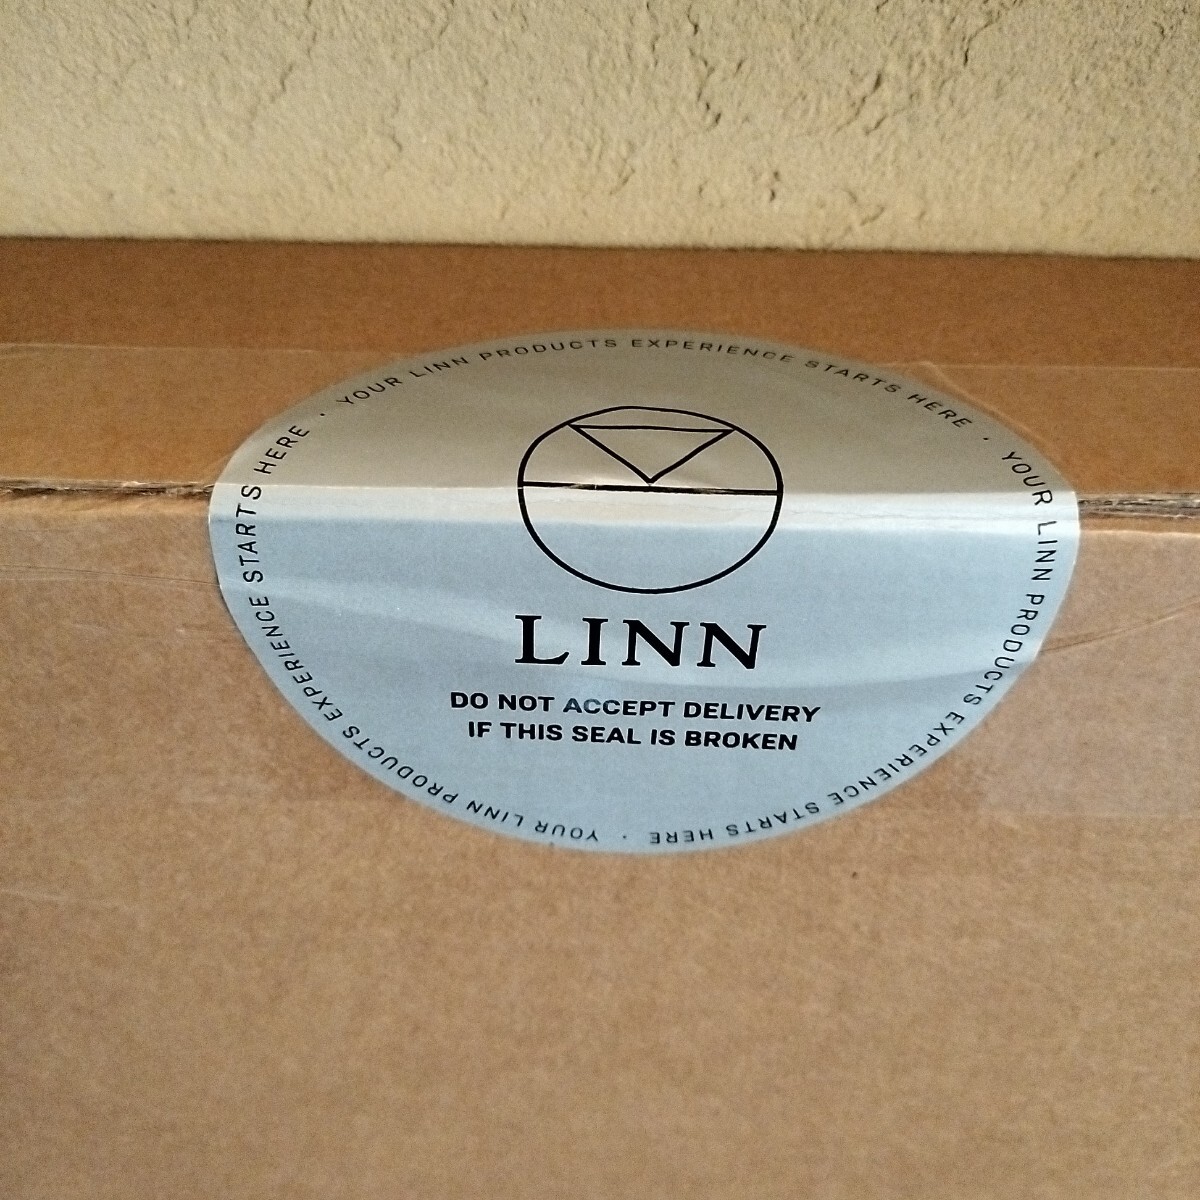 YOUR LINN PRODUCTS EXPERIENCE STARTS HERE · YOUR LINN PRODUCTS EXPERIENCE STARTS HERE · YOUR LINN PRODUCTS EXPERIENCE STARTS HERE ·
LINN
DO NOT ACCEPT DELIVERY
IF THIS SEAL IS BROKEN